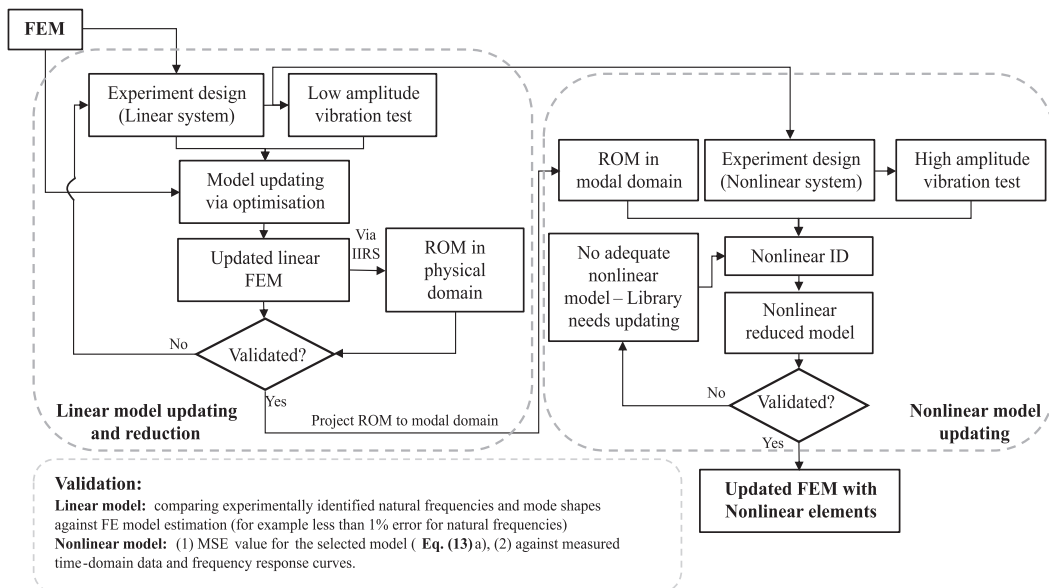 FEM
Experiment design
(Linear system)
Low amplitude
vibration test
Model updating
via optimisation
Updated linear
FEM
Via
IIRS
ROM in
physical
domain
No
Validated?
Yes
Linear model updating
and reduction
Project ROM to modal domain
ROM in
modal domain
Experiment design
(Nonlinear system)
High amplitude
vibration test
No adequate
nonlinear
model – Library
needs updating
Nonlinear ID
Nonlinear
reduced model
No
Validated?
Yes
Nonlinear model
updating
Updated FEM with
Nonlinear elements
Validation:
Linear model: comparing experimentally identified natural frequencies and mode shapes
against FE model estimation (for example less than 1% error for natural frequencies)
Nonlinear model: (1) MSE value for the selected model ( Eq. (13)a), (2) against measured
time-domain data and frequency response curves.